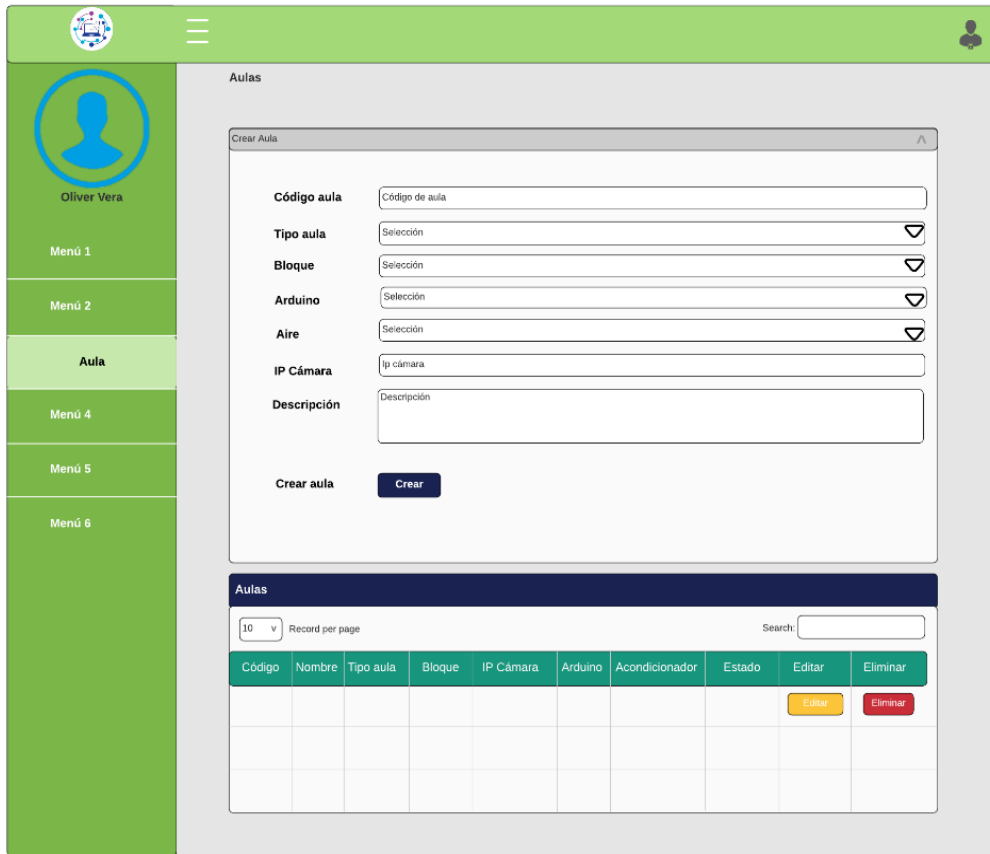 Aulas
Oliver Vera
Menú 1
Menú 2
Aula
Menú 4
Menú 5
Menú 6
Crear Aula
Código aula Código de aula
Tipo aula Selección
Bloque Selección
Arduino Selección
Aire Selección
IP Cámara Ip cámara
Descripción Descripción
Crear aula Crear
Aulas
10 v Record per page Search:
Código Nombre Tipo aula Bloque IP Cámara Arduino Acondicionador Estado Editar Eliminar
Editar Eliminar